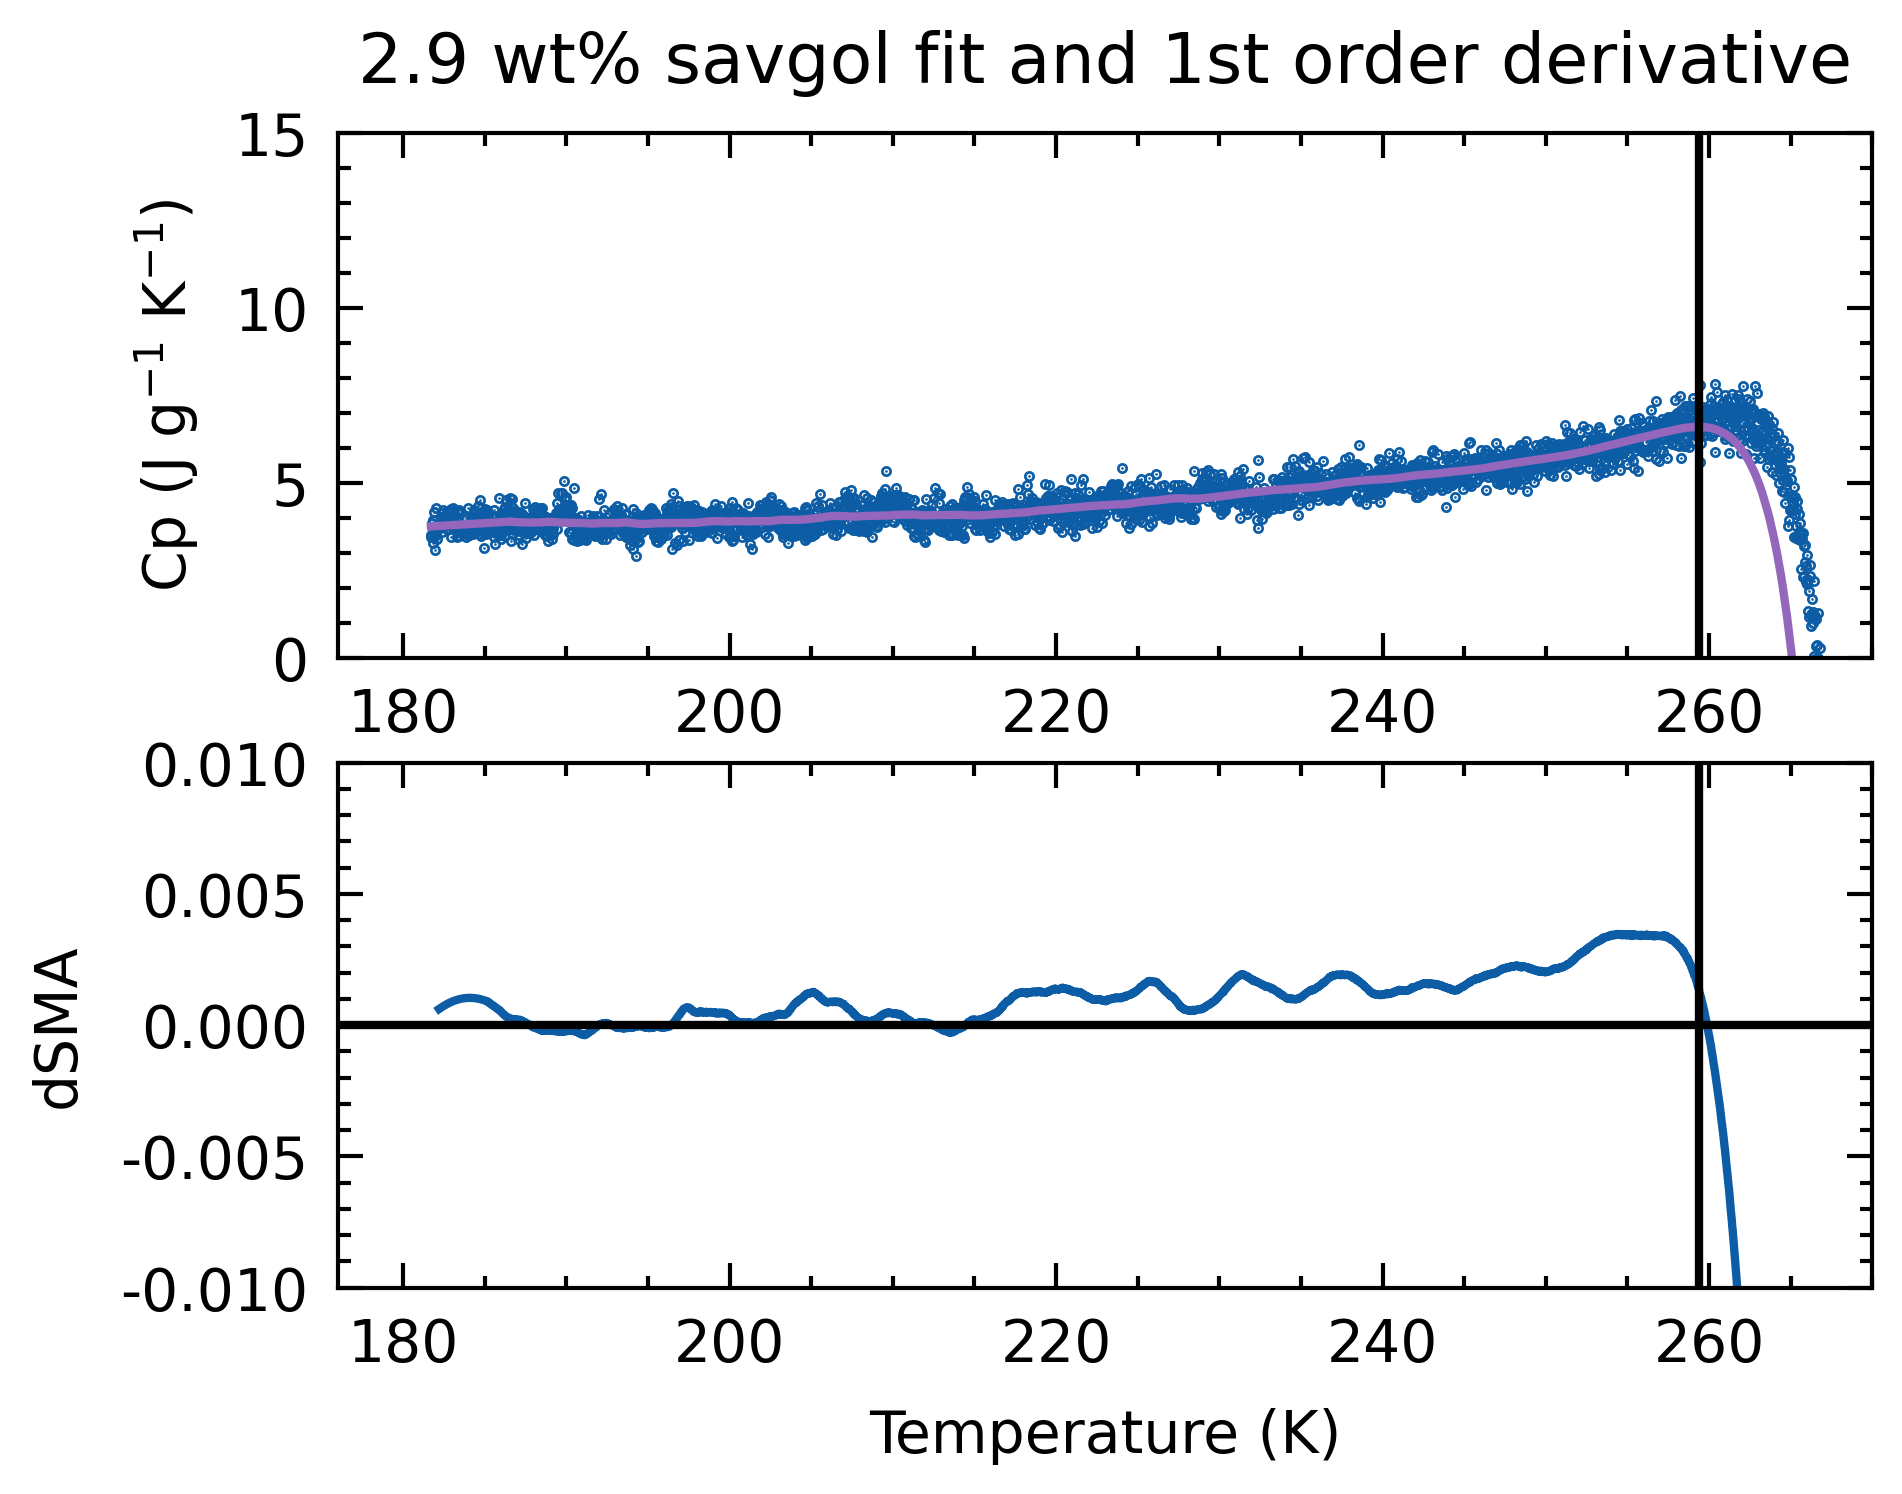 2.9 wt% savgol fit and 1st order derivative
15
10
5
0
Cp (J g⁻¹ K⁻¹)
180 200 220 240 260
0.010
0.005
0.000
-0.005
-0.010
dSMA
180 200 220 240 260
Temperature (K)